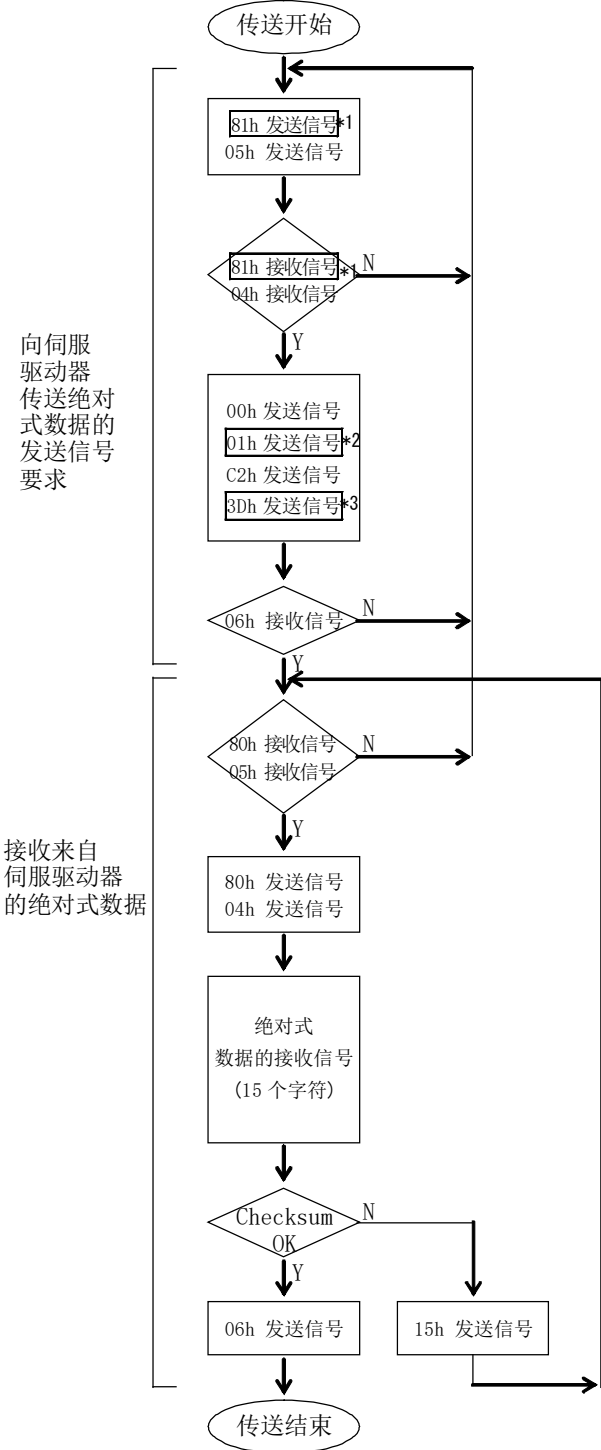 传送开始
81h 发送信号*1
05h 发送信号
81h 接收信号*1
N
04h 接收信号
Y
向伺服
驱动器
传送绝对
式数据的
发送信号
要求
00h 发送信号
01h 发送信号*2
C2h 发送信号
3Dh 发送信号*3
06h 接收信号
N
Y
80h 接收信号
N
05h 接收信号
Y
接收来自
伺服驱动器
的绝对式数据
80h 发送信号
04h 发送信号
绝对式
数据的接收信号
(15 个字符)
Checksum
N
OK
Y
06h 发送信号
15h 发送信号
传送结束